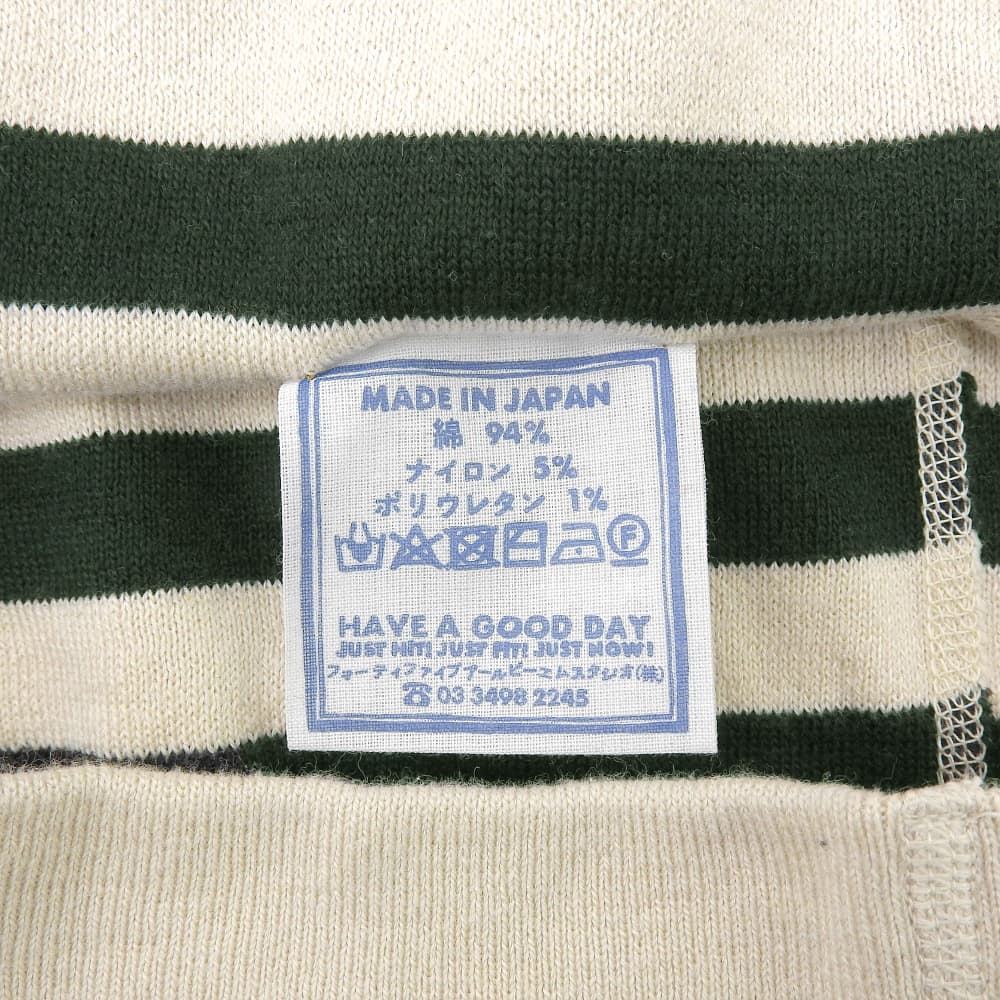 MADE IN JAPAN
綿 94%
ナイロン 5%
ポリウレタン 1%
F
HAVE A GOOD DAY
JUST HIT! JUST FIT! JUST NOW!
フォーティファイブアールピーエムスタジオ(株)
☎ 03 3498 2245